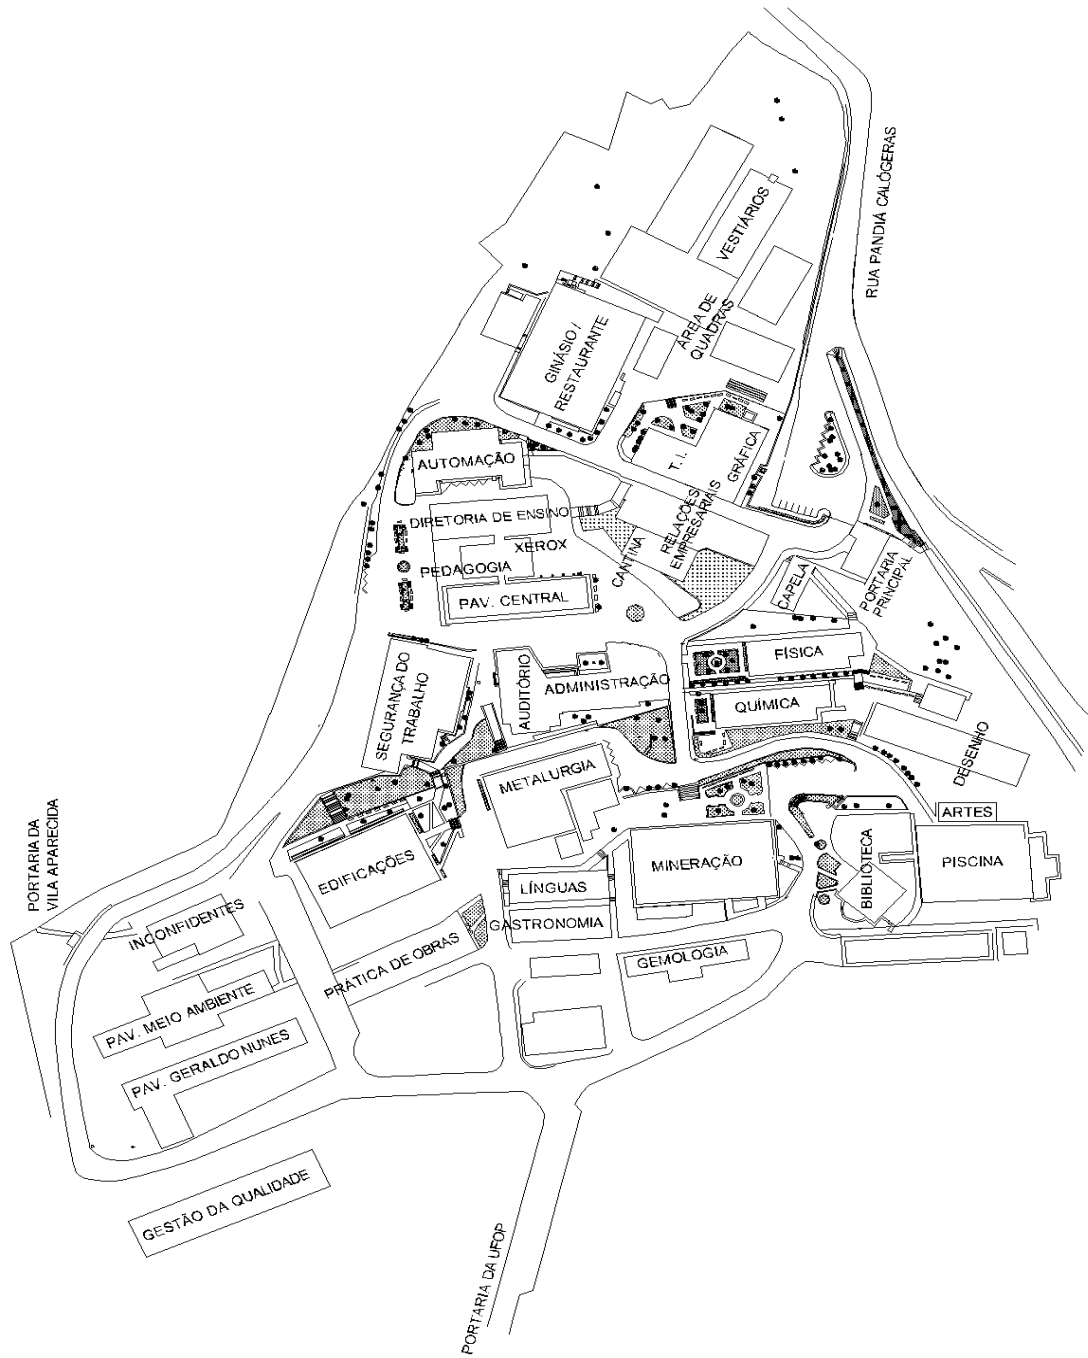 RUA PANDIÁ CALÓGERAS
VESTIÁRIOS
ÁREA DE
QUADRAS
GINÁSIO /
RESTAURANTE
T. I.
GRÁFICA
AUTOMAÇÃO
DIRETORIA DE ENSINO
XEROX
PEDAGOGIA
PAV. CENTRAL
CANTINA
RELAÇÕES
EMPRESARIAIS
CAPELA
PORTARIA
PRINCIPAL
FÍSICA
QUÍMICA
DESENHO
SEGURANÇA DO
TRABALHO
AUDITÓRIO
ADMINISTRAÇÃO
METALURGIA
ARTES
PORTARIA DA
VILA APARECIDA
EDIFICAÇÕES
MINERAÇÃO
BIBLIOTECA
PISCINA
LÍNGUAS
GASTRONOMIA
INCONFIDENTES
PRÁTICA DE OBRAS
GEMOLOGIA
PAV. MEIO AMBIENTE
PAV. GERALDO NUNES
GESTÃO DA QUALIDADE
PORTARIA DA UFOP